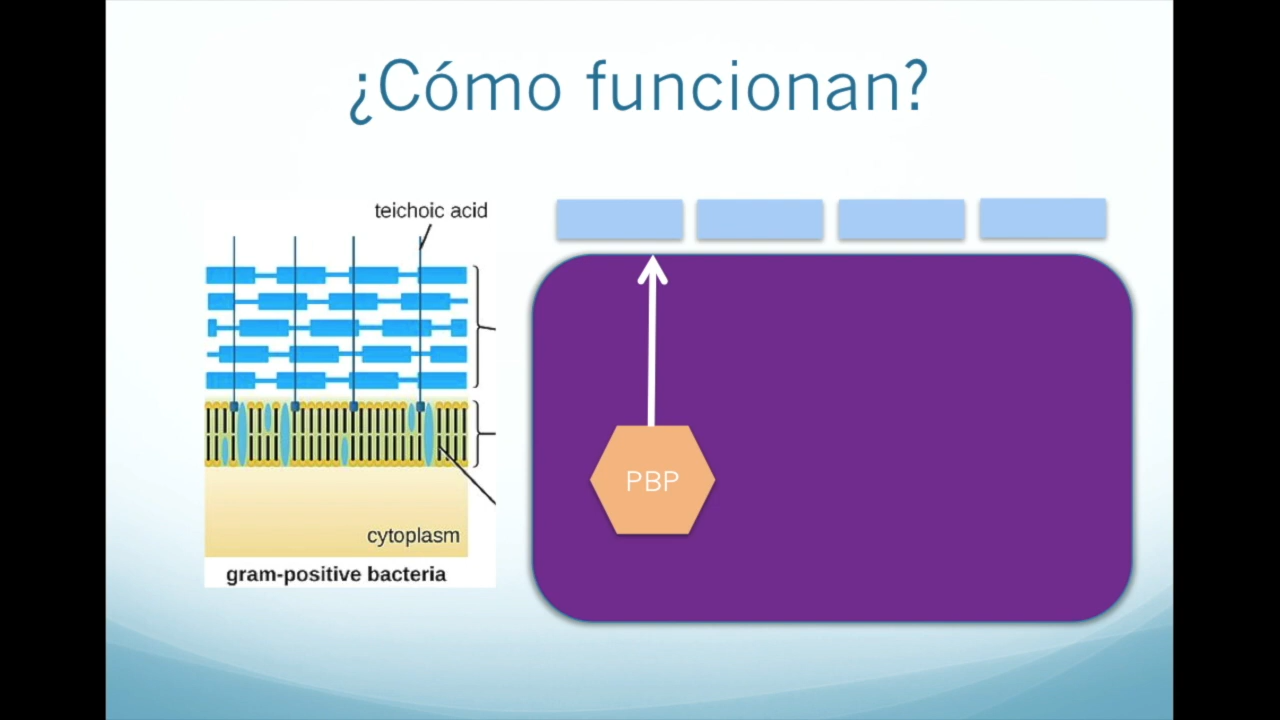 ¿Cómo funcionan?
teichoic acid
cytoplasm
gram-positive bacteria
PBP